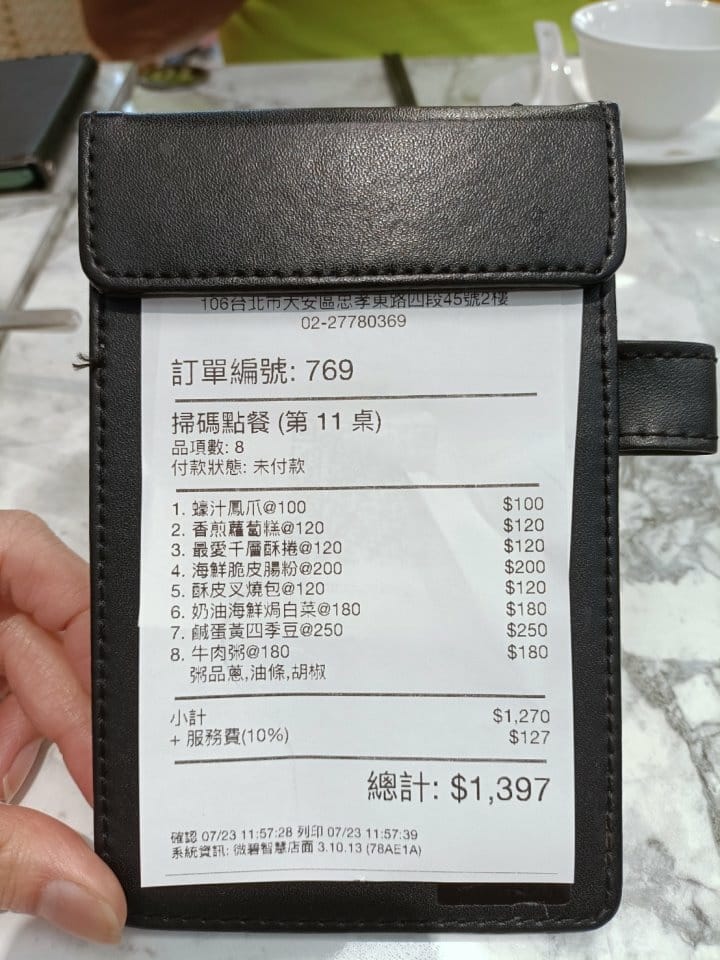 106台北市大安區忠孝東路四段45號2樓
02-27780369
訂單編號: 769
掃碼點餐 (第 11 桌)
品項數: 8
付款狀態: 未付款
1. 蠔汁鳳爪@100 $100
2. 香煎蘿蔔糕@120 $120
3. 最愛千層酥捲@120 $120
4. 海鮮脆皮腸粉@200 $200
5. 酥皮叉燒包@120 $120
6. 奶油海鮮焗白菜@180 $180
7. 鹹蛋黃四季豆@250 $250
8. 牛肉粥@180 $180
粥品蔥,油條,胡椒
小計 $1,270
+ 服務費(10%) $127
總計: $1,397
確認 07/23 11:57:28 列印 07/23 11:57:39
系統資訊: 微碧智慧店面 3.10.13 (78AE1A)